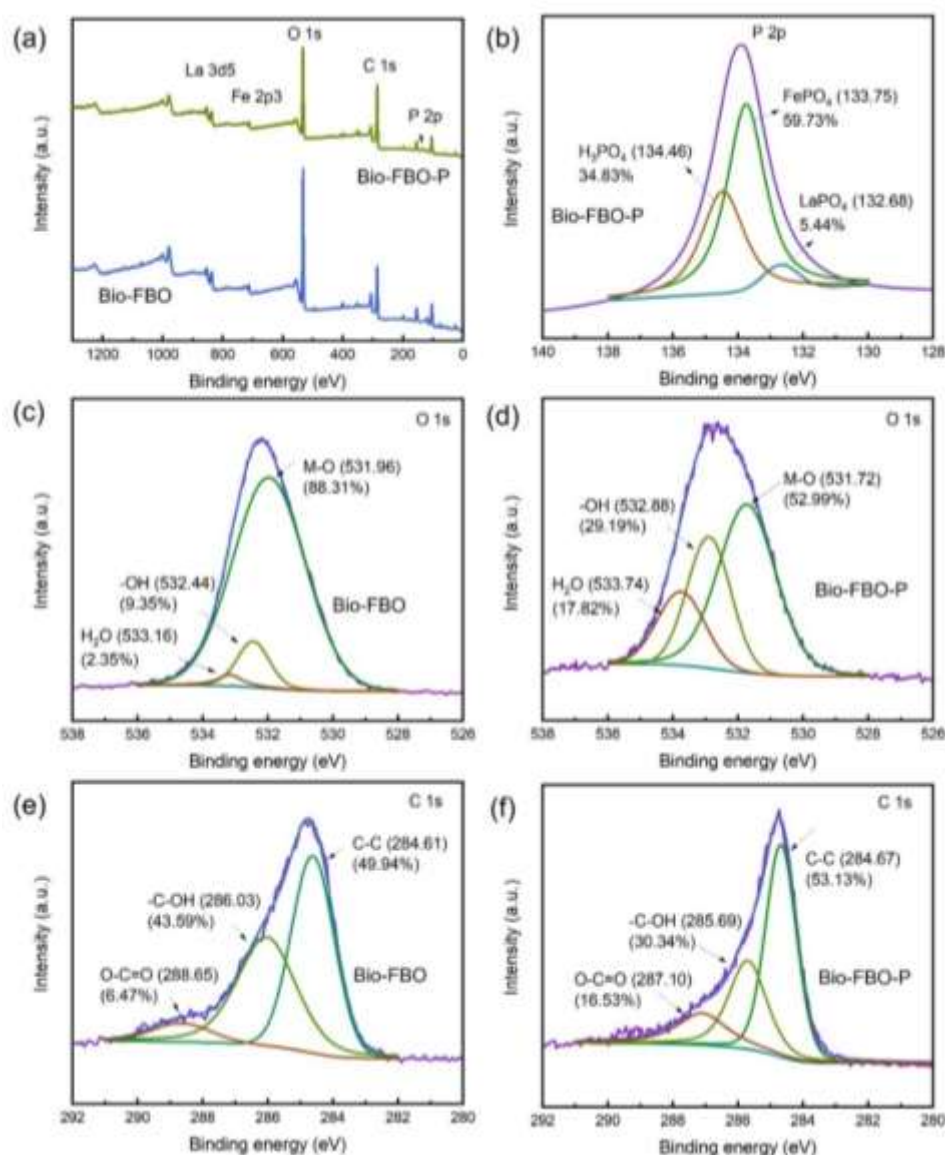 (a)
O 1s
La 3d5
C 1s
Fe 2p3
P 2p
Bio-FBO-P
Bio-FBO
Intensity (a.u.)
1200 1000 800 600 400 200 0
Binding energy (eV)
(b)
P 2p
FePO₄ (133.75)
59.73%
H₃PO₄ (134.46)
34.83%
LaPO₄ (132.68)
5.44%
Bio-FBO-P
Intensity (a.u.)
140 138 136 134 132 130 128
Binding energy (eV)
(c)
O 1s
M-O (531.96)
(88.31%)
-OH (532.44)
(9.35%)
Bio-FBO
H₂O (533.16)
(2.35%)
Intensity (a.u.)
538 536 534 532 530 528 526
Binding energy (eV)
(d)
O 1s
M-O (531.72)
(52.99%)
-OH (532.88)
(29.19%)
H₂O (533.74)
(17.82%)
Bio-FBO-P
Intensity (a.u.)
538 536 534 532 530 528 526
Binding energy (eV)
(e)
C 1s
C-C (284.61)
(49.94%)
-C-OH (286.03)
(43.59%)
O-C=O (288.65)
(6.47%)
Bio-FBO
Intensity (a.u.)
292 290 288 286 284 282 280
Binding energy (eV)
(f)
C 1s
C-C (284.67)
(53.13%)
-C-OH (285.69)
(30.34%)
O-C=O (287.10)
(16.53%)
Bio-FBO-P
Intensity (a.u.)
292 290 288 286 284 282 280
Binding energy (eV)